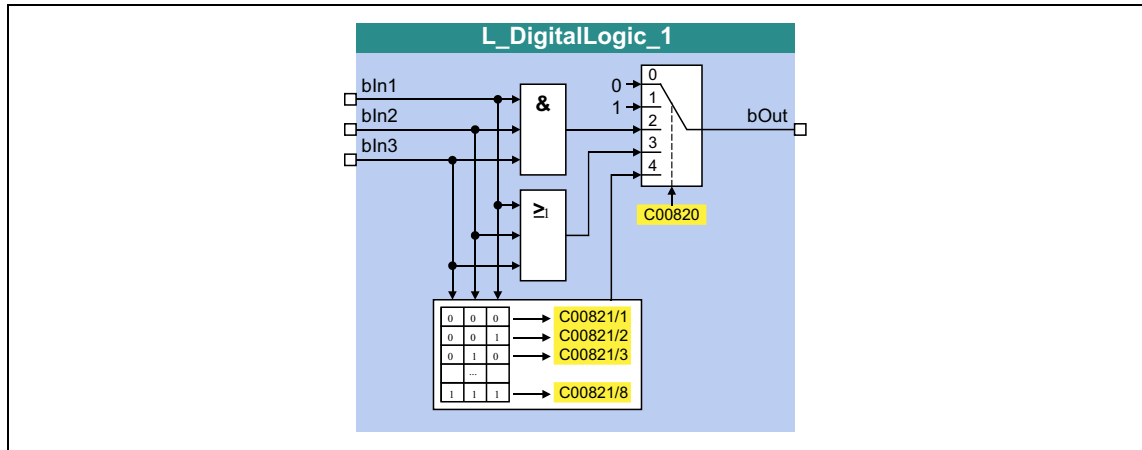 L_DigitalLogic_1
bIn1
bIn2
bIn3
&
≥1
0
1
0
1
2
3
4
bOut
C00820
0 0 0 C00821/1
0 0 1 C00821/2
0 1 0 C00821/3
...
1 1 1 C00821/8